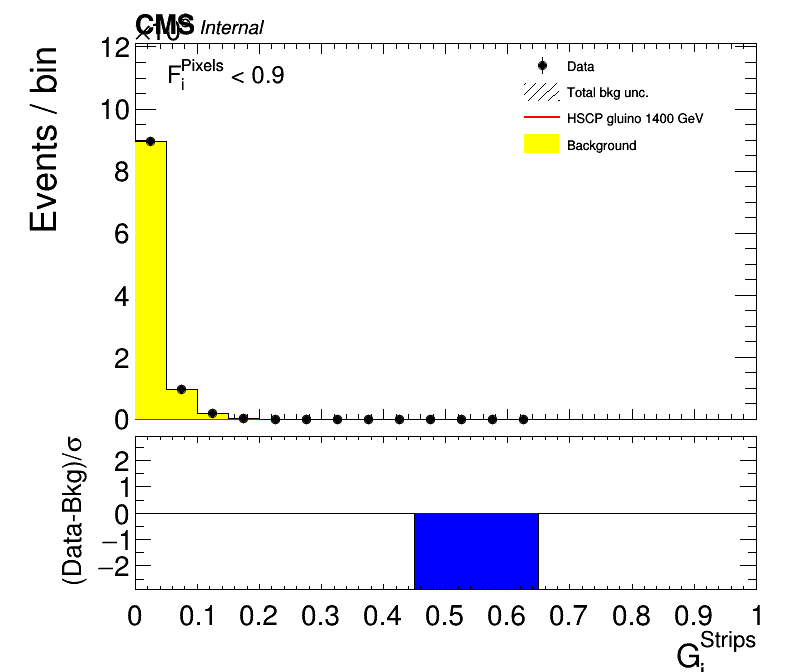 CMS Internal
×10
12
10
8
6
4
2
0
Events / bin
F_i^Pixels < 0.9
Data
Total bkg unc.
HSCP gluino 1400 GeV
Background
(Data-Bkg)/σ
2
1
0
−1
−2
0 0.1 0.2 0.3 0.4 0.5 0.6 0.7 0.8 0.9 1
G_i^Strips